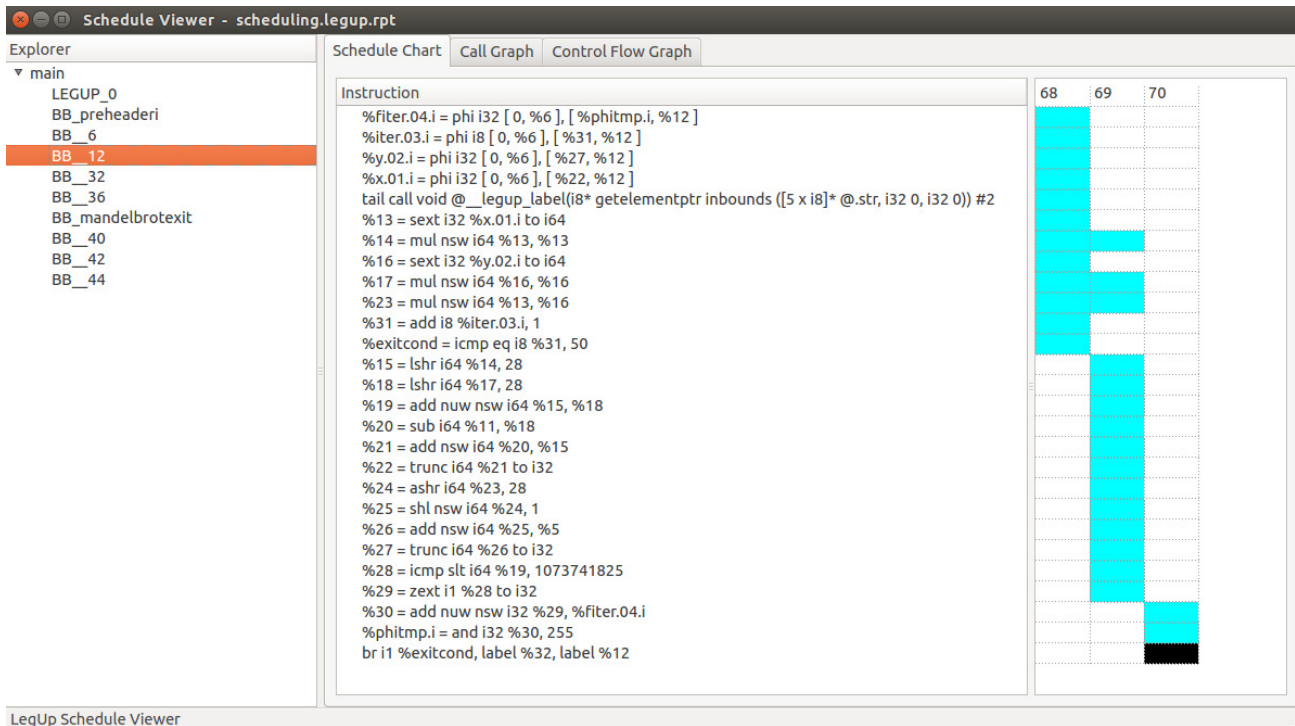 Schedule Viewer - scheduling.legup.rpt
Explorer
main
LEGUP_0
BB_preheaderi
BB__6
BB__12
BB__32
BB__36
BB_mandelbrotexit
BB__40
BB__42
BB__44
Schedule Chart Call Graph Control Flow Graph
Instruction
68 69 70
%fiter.04.i = phi i32 [ 0, %6 ], [ %phitmp.i, %12 ]
%iter.03.i = phi i8 [ 0, %6 ], [ %31, %12 ]
%y.02.i = phi i32 [ 0, %6 ], [ %27, %12 ]
%x.01.i = phi i32 [ 0, %6 ], [ %22, %12 ]
tail call void @__legup_label(i8* getelementptr inbounds ([5 x i8]* @.str, i32 0, i32 0)) #2
%13 = sext i32 %x.01.i to i64
%14 = mul nsw i64 %13, %13
%16 = sext i32 %y.02.i to i64
%17 = mul nsw i64 %16, %16
%23 = mul nsw i64 %13, %16
%31 = add i8 %iter.03.i, 1
%exitcond = icmp eq i8 %31, 50
%15 = lshr i64 %14, 28
%18 = lshr i64 %17, 28
%19 = add nuw nsw i64 %15, %18
%20 = sub i64 %11, %18
%21 = add nsw i64 %20, %15
%22 = trunc i64 %21 to i32
%24 = ashr i64 %23, 28
%25 = shl nsw i64 %24, 1
%26 = add nsw i64 %25, %5
%27 = trunc i64 %26 to i32
%28 = icmp slt i64 %19, 1073741825
%29 = zext i1 %28 to i32
%30 = add nuw nsw i32 %29, %fiter.04.i
%phitmp.i = and i32 %30, 255
br i1 %exitcond, label %32, label %12
LegUp Schedule Viewer